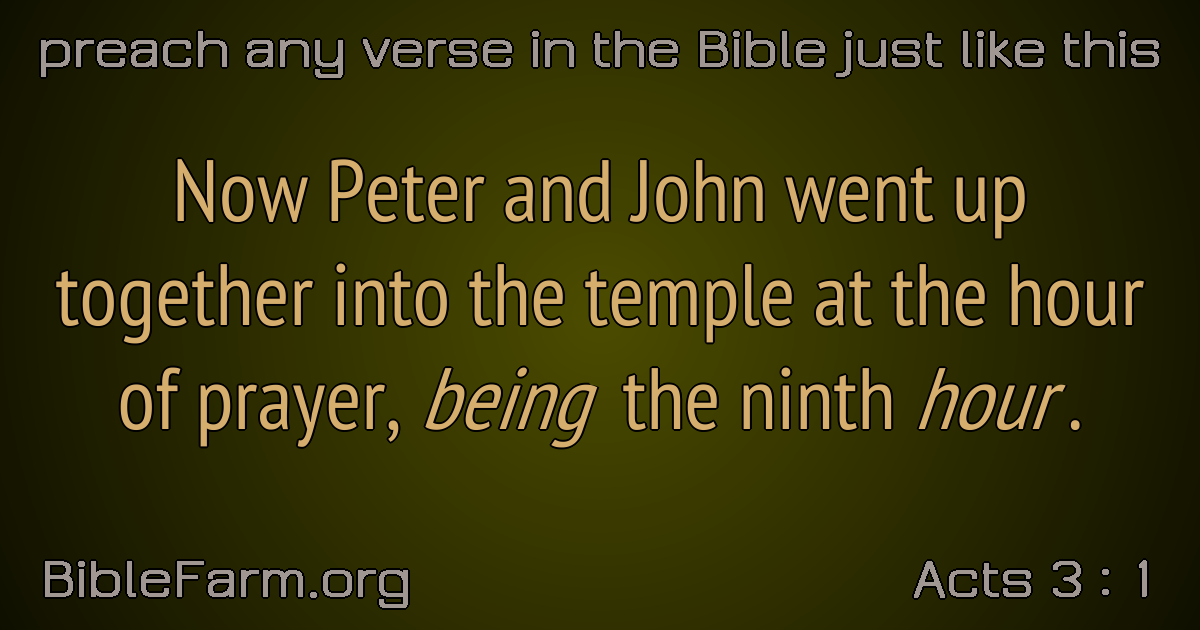 preach any verse in the Bible just like this
Now Peter and John went up
together into the temple at the hour
of prayer, being the ninth hour.
BibleFarm.org
Acts 3 : 1